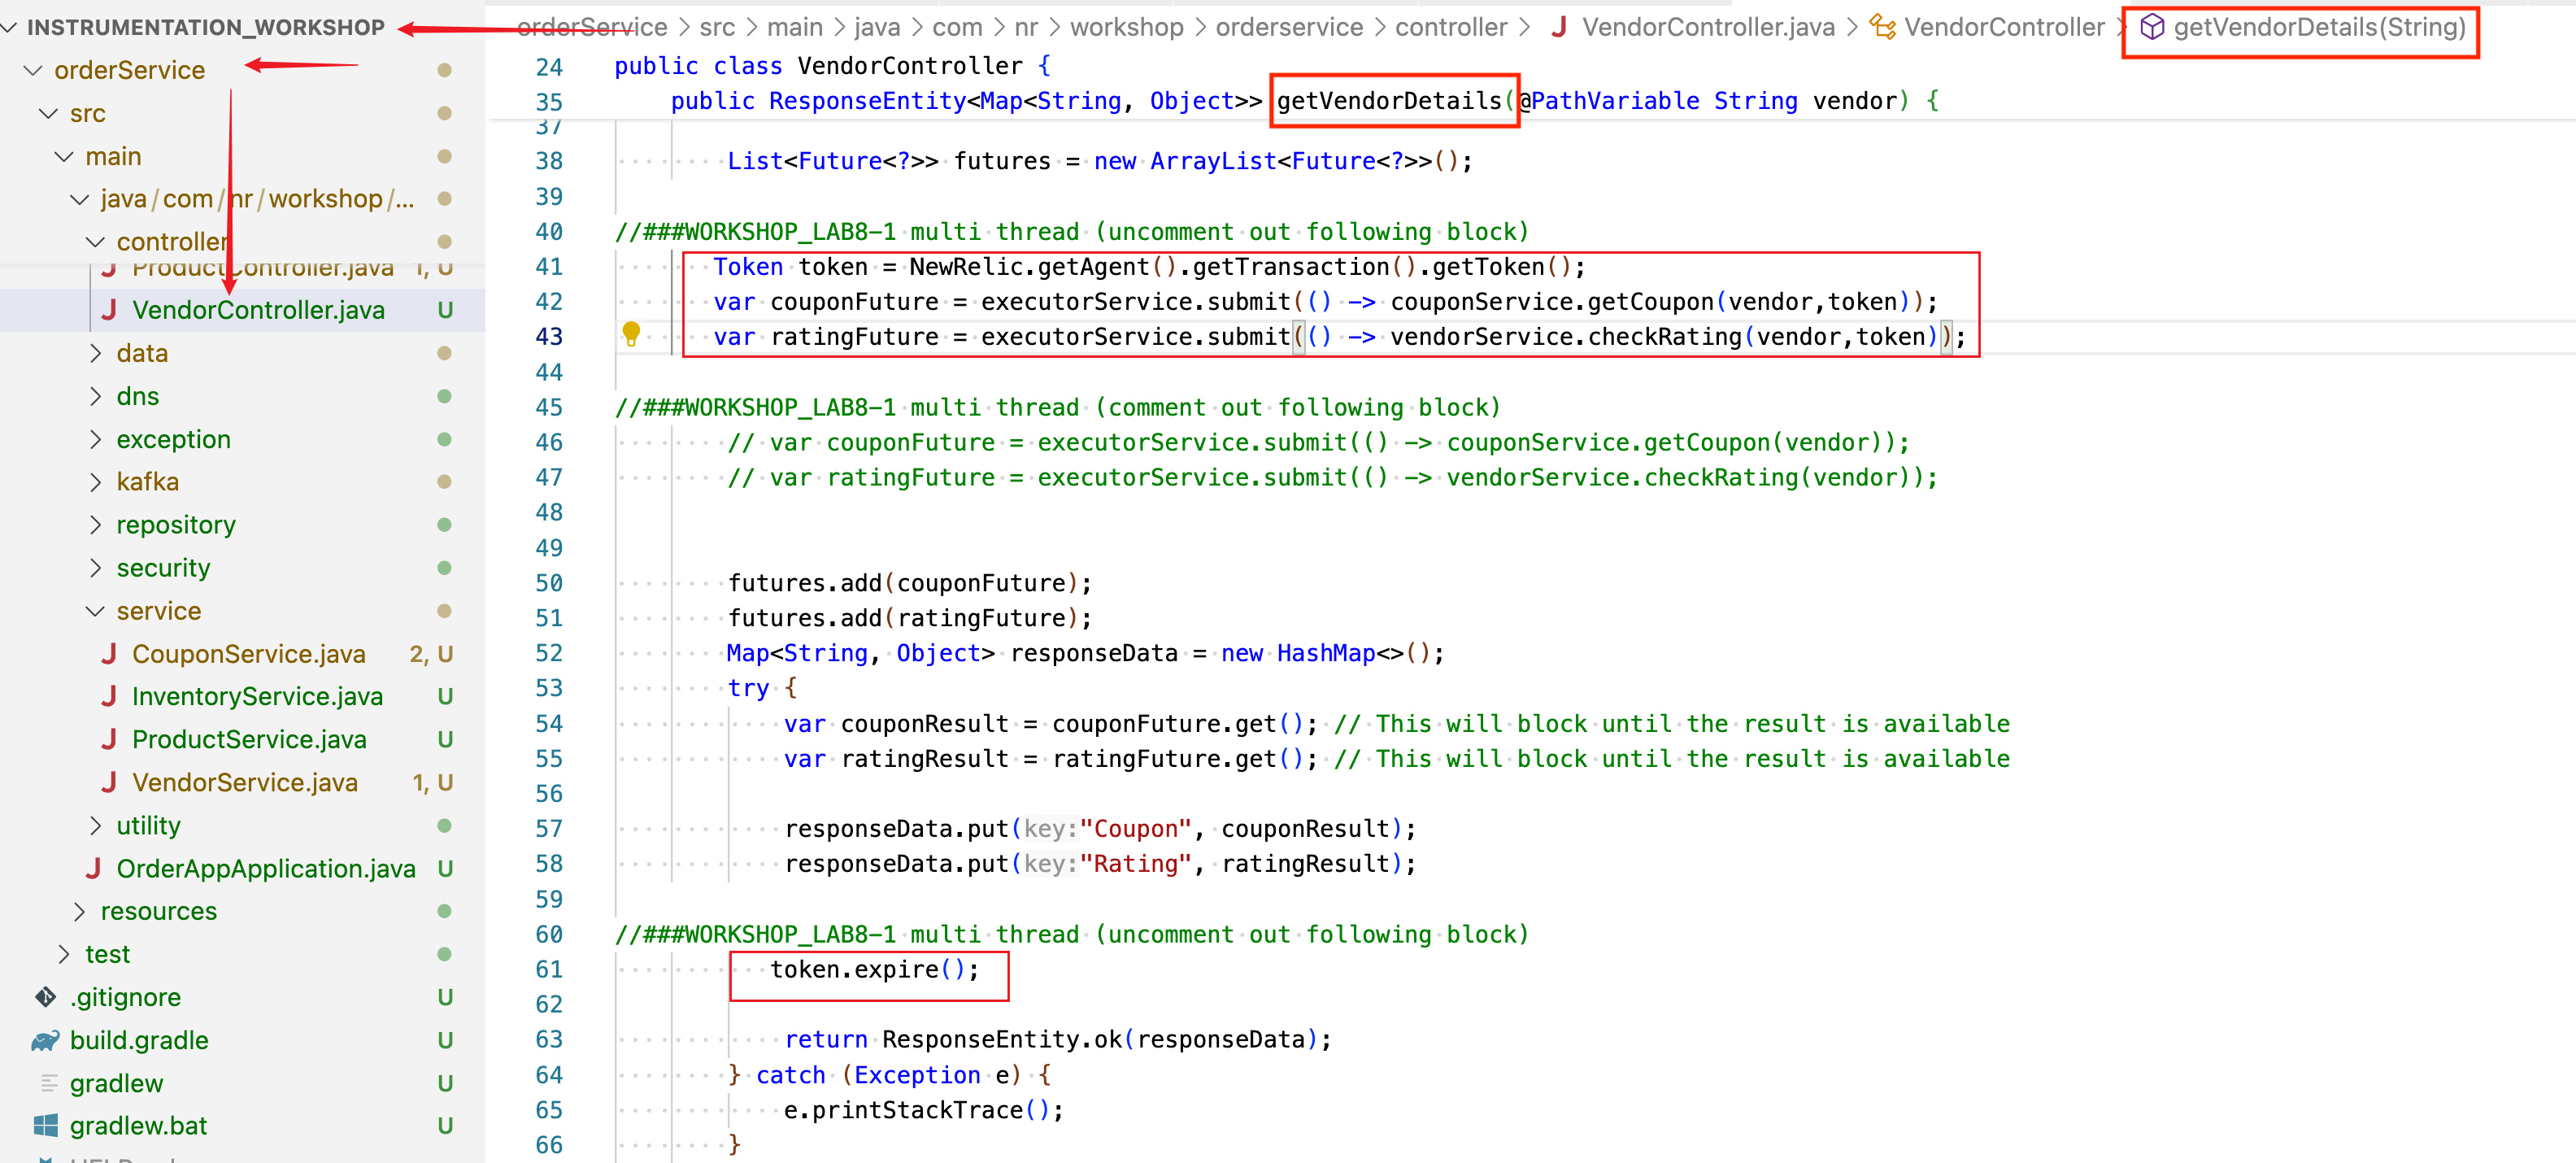 INSTRUMENTATION_WORKSHOP
orderService
src
main
java/com/nr/workshop/...
controller
ProductController.java 1, U
VendorController.java U
data
dns
exception
kafka
repository
security
service
CouponService.java 2, U
InventoryService.java U
ProductService.java U
VendorService.java 1, U
utility
OrderAppApplication.java U
resources
test
.gitignore U
build.gradle U
gradlew U
gradlew.bat U
orderService > src > main > java > com > nr > workshop > orderservice > controller > J VendorController.java > VendorController > getVendorDetails(String)
24 public class VendorController {
35 public ResponseEntity<Map<String, Object>> getVendorDetails(@PathVariable String vendor) {
37
38 List<Future<?>> futures = new ArrayList<Future<?>>();
39
40 //###WORKSHOP_LAB8-1 multi thread (uncomment out following block)
41 Token token = NewRelic.getAgent().getTransaction().getToken();
42 var couponFuture = executorService.submit(() -> couponService.getCoupon(vendor,token));
43 var ratingFuture = executorService.submit(() -> vendorService.checkRating(vendor,token));
44
45 //###WORKSHOP_LAB8-1 multi thread (comment out following block)
46 // var couponFuture = executorService.submit(() -> couponService.getCoupon(vendor));
47 // var ratingFuture = executorService.submit(() -> vendorService.checkRating(vendor));
48
49
50 futures.add(couponFuture);
51 futures.add(ratingFuture);
52 Map<String, Object> responseData = new HashMap<>();
53 try {
54 var couponResult = couponFuture.get(); // This will block until the result is available
55 var ratingResult = ratingFuture.get(); // This will block until the result is available
56
57 responseData.put(key:"Coupon", couponResult);
58 responseData.put(key:"Rating", ratingResult);
59
60 //###WORKSHOP_LAB8-1 multi thread (uncomment out following block)
61 token.expire();
62
63 return ResponseEntity.ok(responseData);
64 } catch (Exception e) {
65 e.printStackTrace();
66 }